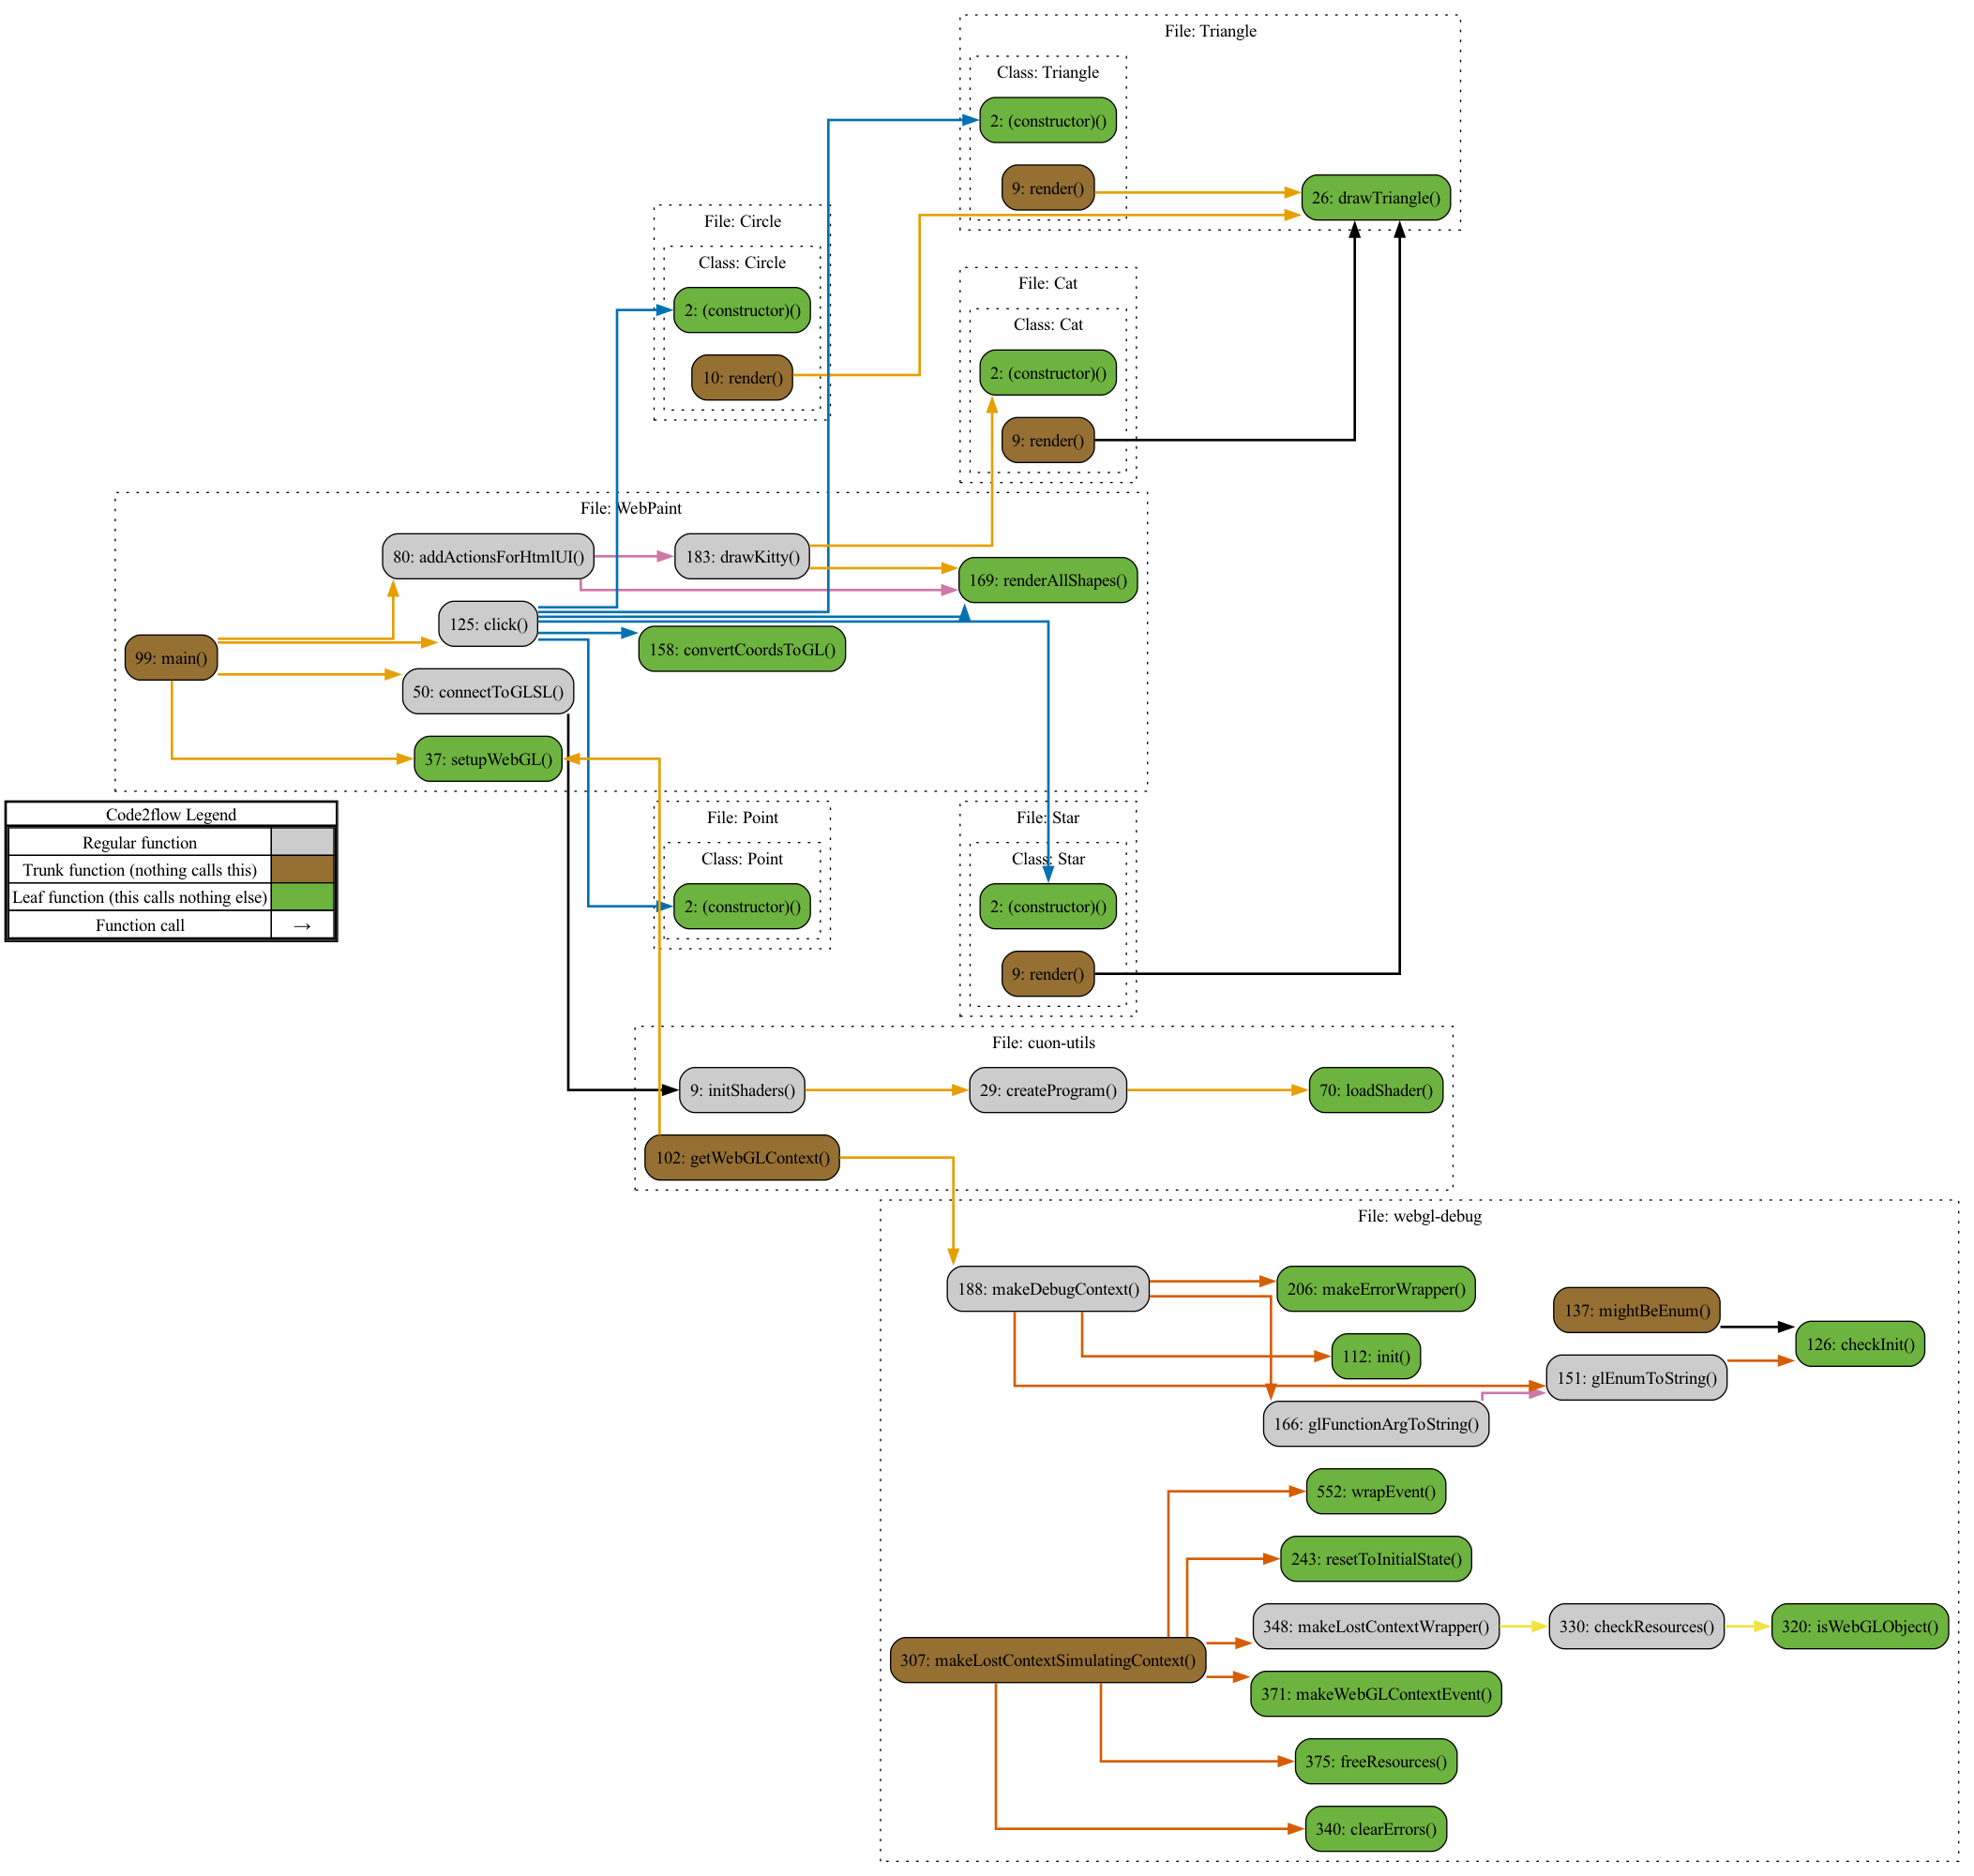 File: Triangle
Class: Triangle
2: (constructor)()
9: render()
26: drawTriangle()
File: Circle
Class: Circle
2: (constructor)()
10: render()
File: Cat
Class: Cat
2: (constructor)()
9: render()
File: WebPaint
80: addActionsForHtmlUI()
183: drawKitty()
169: renderAllShapes()
125: click()
158: convertCoordsToGL()
99: main()
50: connectToGLSL()
37: setupWebGL()
Code2flow Legend
Regular function
Trunk function (nothing calls this)
Leaf function (this calls nothing else)
Function call →
File: Point
Class: Point
2: (constructor)()
File: Star
Class: Star
2: (constructor)()
9: render()
File: cuon-utils
9: initShaders()
29: createProgram()
70: loadShader()
102: getWebGLContext()
File: webgl-debug
188: makeDebugContext()
206: makeErrorWrapper()
137: mightBeEnum()
126: checkInit()
112: init()
151: glEnumToString()
166: glFunctionArgToString()
552: wrapEvent()
243: resetToInitialState()
348: makeLostContextWrapper()
330: checkResources()
320: isWebGLObject()
307: makeLostContextSimulatingContext()
371: makeWebGLContextEvent()
375: freeResources()
340: clearErrors()